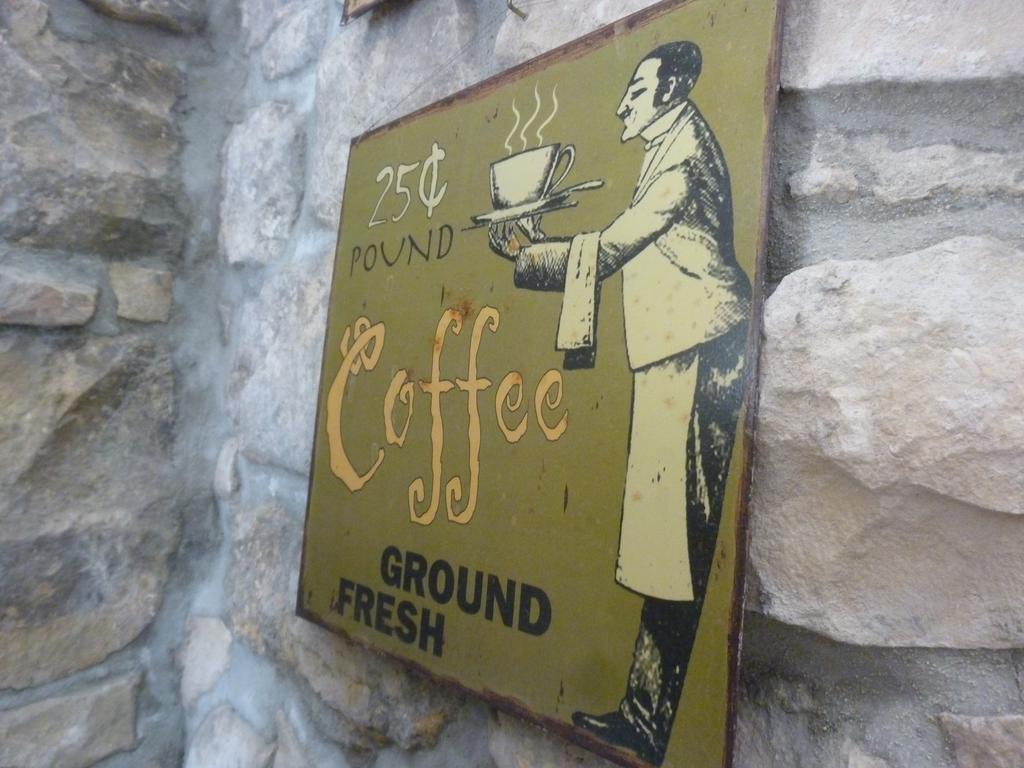 25¢
POUND
Coffee
GROUND
FRESH